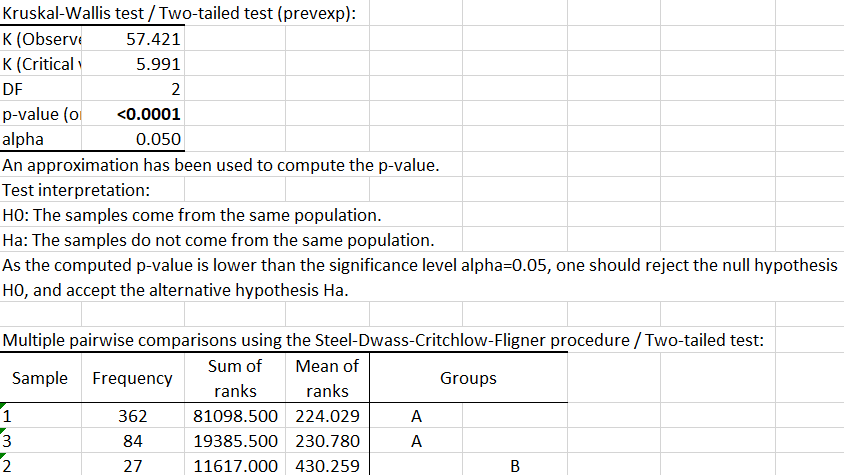 Kruskal-Wallis test / Two-tailed test (prevexp):
K (Observe 57.421
K (Critical 5.991
DF 2
p-value (o <0.0001
alpha 0.050
An approximation has been used to compute the p-value.
Test interpretation:
H0: The samples come from the same population.
Ha: The samples do not come from the same population.
As the computed p-value is lower than the significance level alpha=0.05, one should reject the null hypothesis
H0, and accept the alternative hypothesis Ha.
Multiple pairwise comparisons using the Steel-Dwass-Critchlow-Fligner procedure / Two-tailed test:
Sample Frequency Sum of ranks Mean of ranks Groups
1 362 81098.500 224.029 A
3 84 19385.500 230.780 A
2 27 11617.000 430.259 B